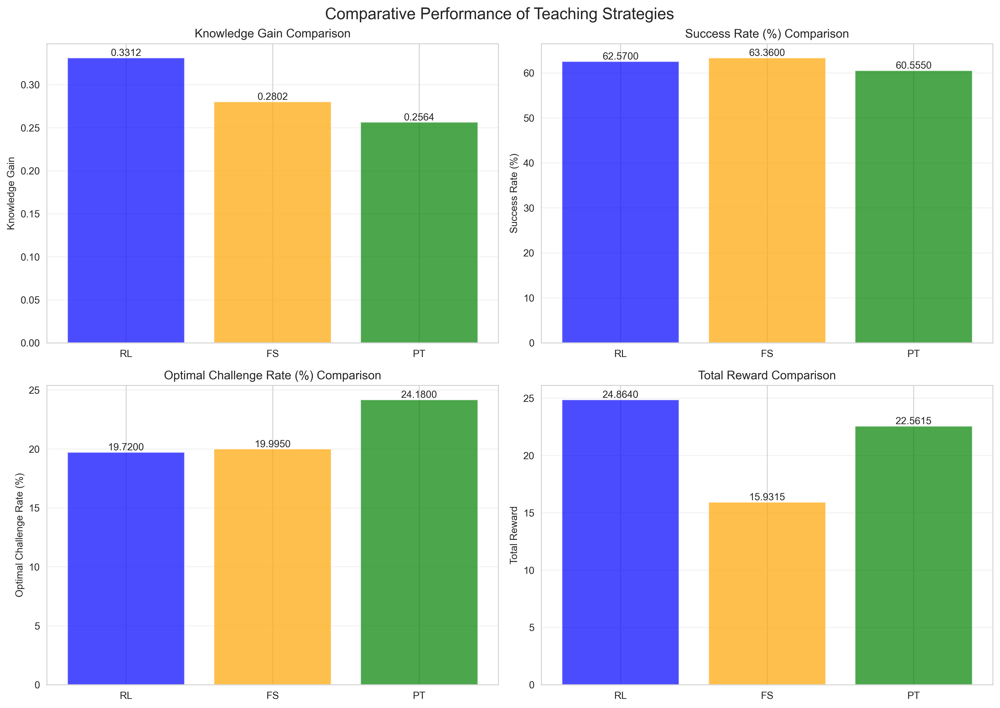 Comparative Performance of Teaching Strategies
Knowledge Gain Comparison
Knowledge Gain
0.30
0.25
0.20
0.15
0.10
0.05
0.00
0.3312
0.2802
0.2564
RL
FS
PT
Success Rate (%) Comparison
Success Rate (%)
60
50
40
30
20
10
0
62.5700
63.3600
60.5550
RL
FS
PT
Optimal Challenge Rate (%) Comparison
Optimal Challenge Rate (%)
25
20
15
10
5
0
19.7200
19.9950
24.1800
RL
FS
PT
Total Reward Comparison
Total Reward
25
20
15
10
5
0
24.8640
15.9315
22.5615
RL
FS
PT